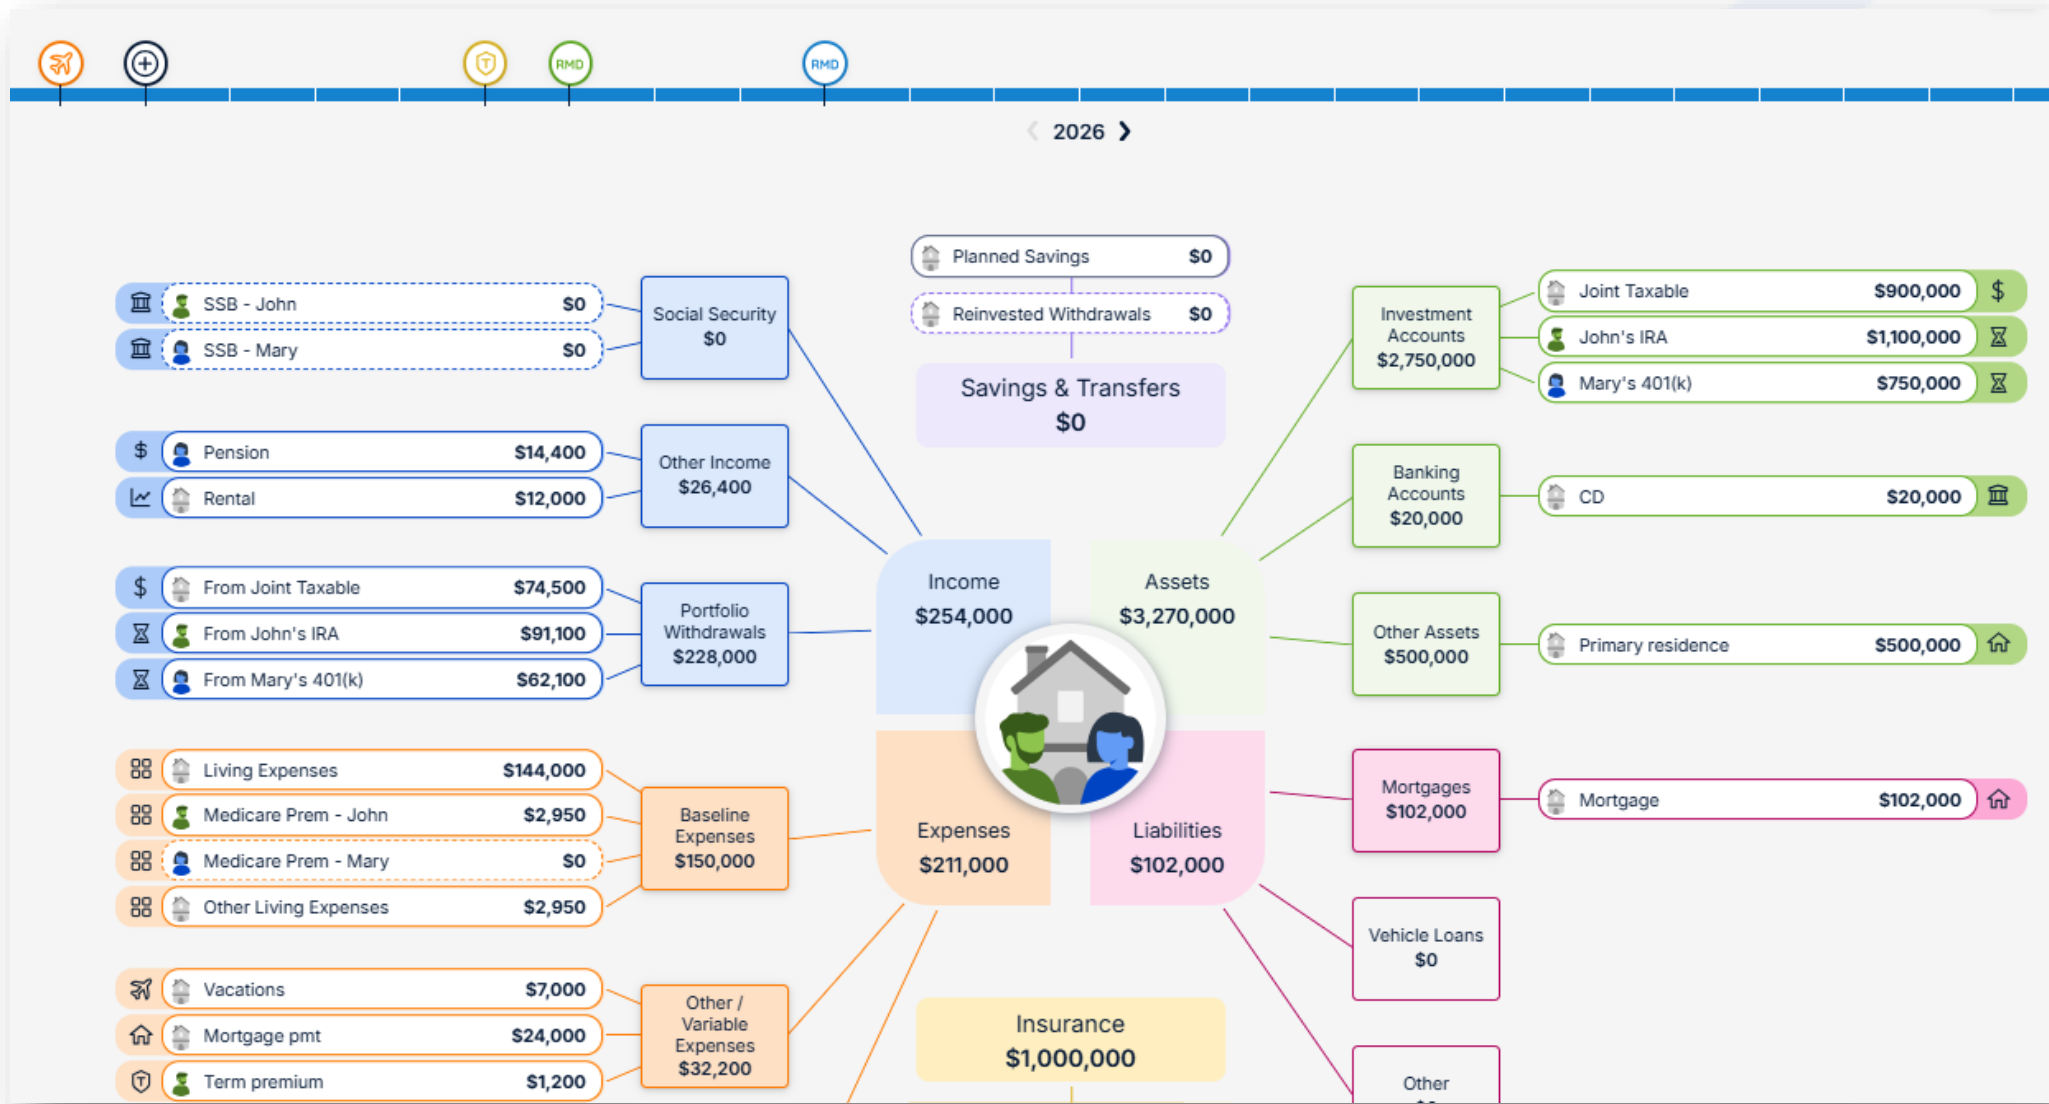 RMD
RMD
2026
Planned Savings $0
Reinvested Withdrawals $0
Savings & Transfers
$0
SSB - John $0
SSB - Mary $0
Social Security
$0
Pension $14,400
Rental $12,000
Other Income
$26,400
From Joint Taxable $74,500
From John's IRA $91,100
From Mary's 401(k) $62,100
Portfolio
Withdrawals
$228,000
Income
$254,000
Assets
$3,270,000
Investment
Accounts
$2,750,000
Joint Taxable $900,000
John's IRA $1,100,000
Mary's 401(k) $750,000
Banking
Accounts
$20,000
CD $20,000
Other Assets
$500,000
Primary residence $500,000
Living Expenses $144,000
Medicare Prem - John $2,950
Medicare Prem - Mary $0
Other Living Expenses $2,950
Baseline
Expenses
$150,000
Expenses
$211,000
Liabilities
$102,000
Mortgages
$102,000
Mortgage $102,000
Vehicle Loans
$0
Vacations $7,000
Mortgage pmt $24,000
Term premium $1,200
Other /
Variable
Expenses
$32,200
Insurance
$1,000,000
Other